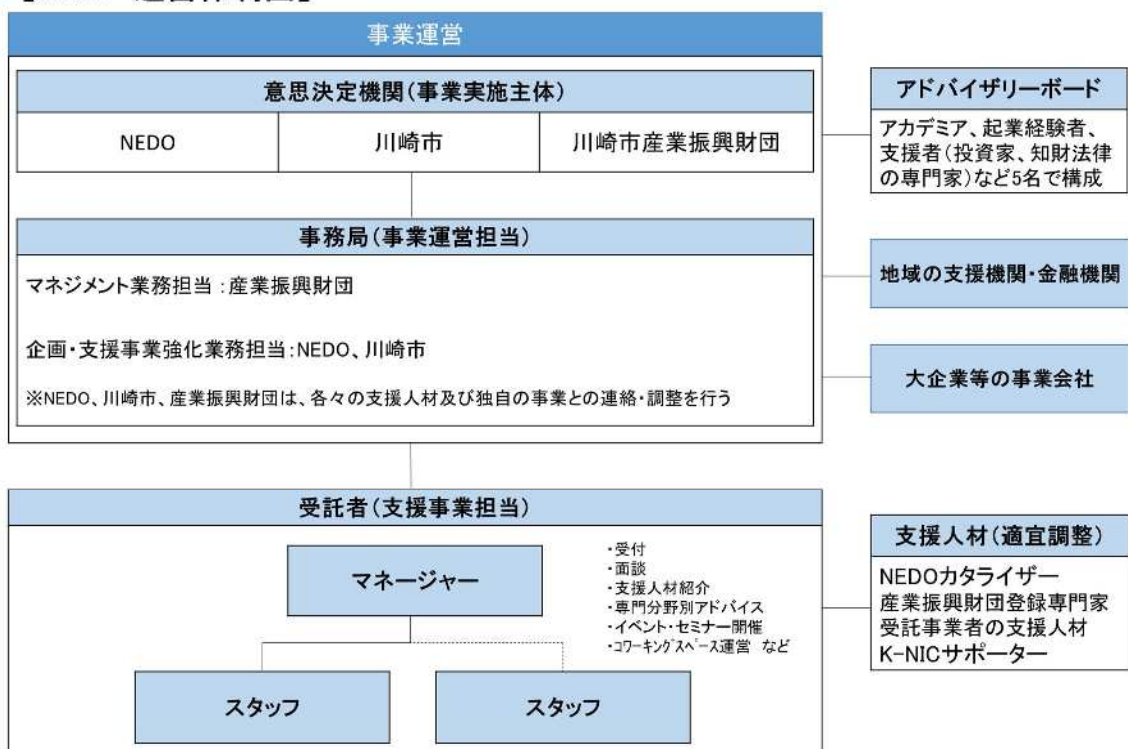 事業運営
意思決定機関(事業実施主体)
NEDO
川崎市
川崎市産業振興財団
事務局(事業運営担当)
マネジメント業務担当:産業振興財団
企画・支援事業強化業務担当:NEDO、川崎市
※NEDO、川崎市、産業振興財団は、各々の支援人材及び独自の事業との連絡・調整を行う
アドバイザリーボード
アカデミア、起業経験者、
支援者(投資家、知財法律
の専門家)など5名で構成
地域の支援機関・金融機関
大企業等の事業会社
受託者(支援事業担当)
マネージャー
・受付
・面談
・支援人材紹介
・専門分野別アドバイス
・イベント・セミナー開催
・コワーキングスペース運営 など
スタッフ
スタッフ
支援人材(適宜調整)
NEDOカタライザー
産業振興財団登録専門家
受託事業者の支援人材
K-NICサポーター